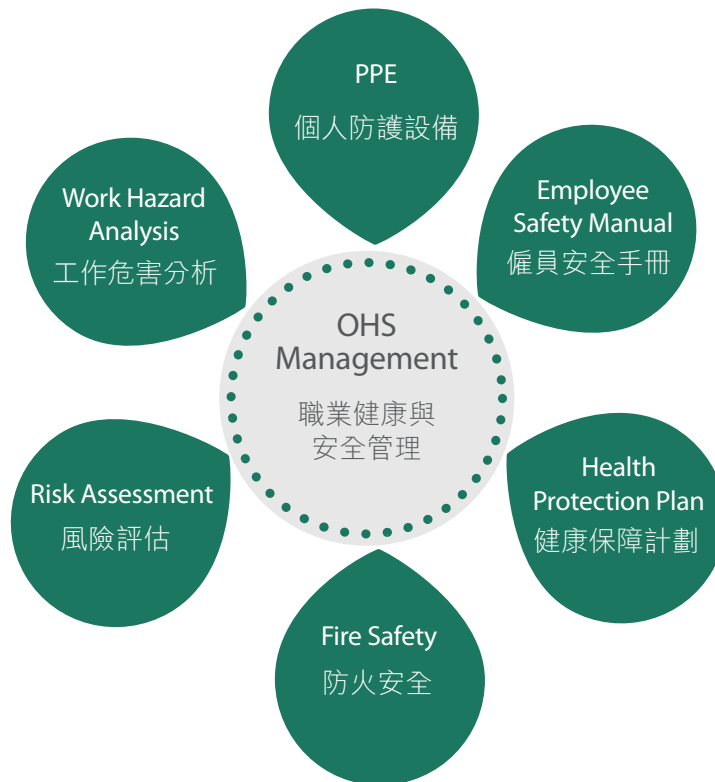 PPE
個人防護設備
Employee
Safety Manual
僱員安全手冊
Health
Protection Plan
健康保障計劃
Fire Safety
防火安全
Risk Assessment
風險評估
Work Hazard
Analysis
工作危害分析
OHS
Management
職業健康與
安全管理